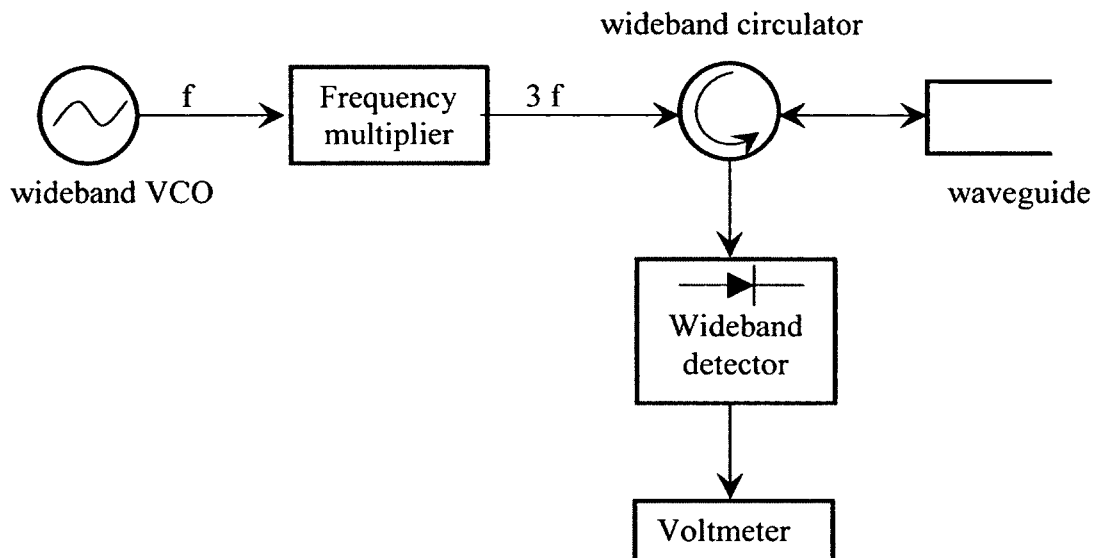 wideband circulator
f
Frequency
multiplier
3 f
wideband VCO
waveguide
Wideband
detector
Voltmeter